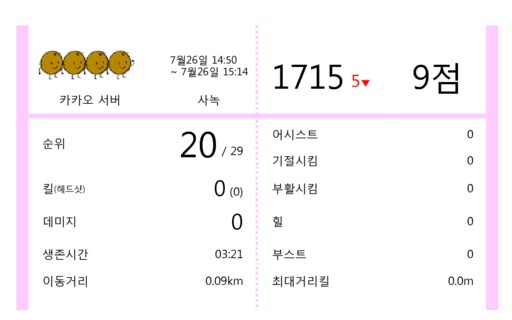 7월26일 14:50
~ 7월26일 15:14
카카오 서버
사녹
1715 5▼
9점
순위 20 / 29
킬(헤드샷) 0 (0)
데미지 0
생존시간 03:21
이동거리 0.09km
어시스트 0
기절시킴 0
부활시킴 0
힐 0
부스트 0
최대거리킬 0.0m